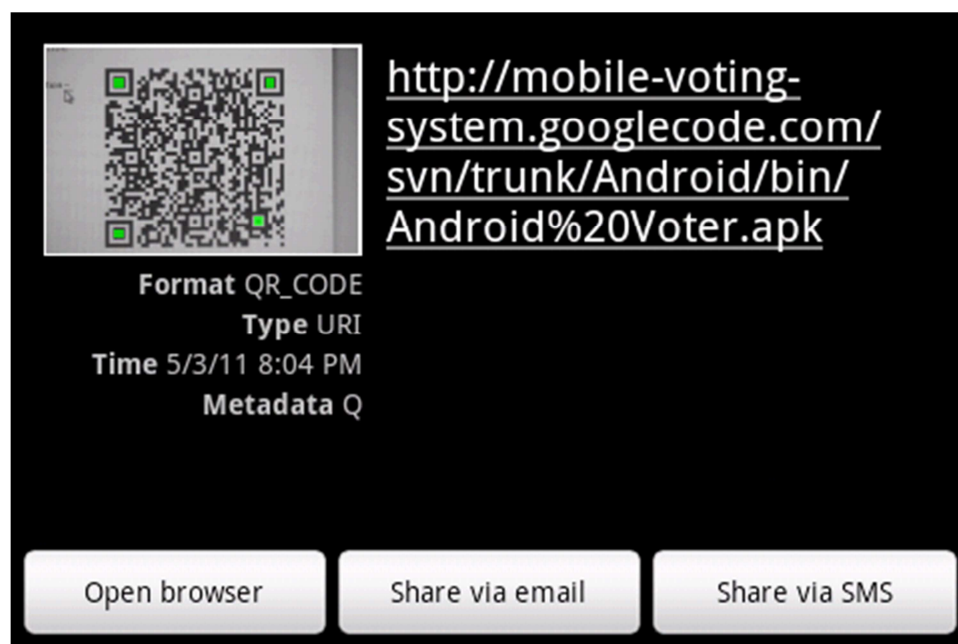 http://mobile-voting-
system.googlecode.com/
svn/trunk/Android/bin/
Android%20Voter.apk
Format QR_CODE
Type URI
Time 5/3/11 8:04 PM
Metadata Q
Open browser
Share via email
Share via SMS